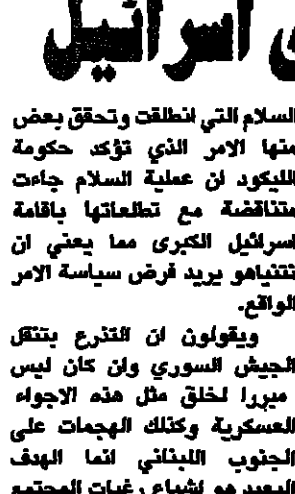 اسرائيل
السلام التي انطلقت وتحقق بعض
منها الامر الذي تؤكد حكومة
الليكود ان عملية السلام جاءت
متناقضة مع تطلعاتها باقامة
اسرائيل الكبرى مما يعني ان
نتنياهو يريد فرض سياسة الامر
الواقع.
ويقولون ان التذرع بتنقل
الجيش السوري وان كان ليس
مبررا لخلق مثل هذه الاجواء
العسكرية وكذلك الهجمات على
الجنوب اللبناني انما الهدف
البعيد هو اشباع رغبات المجتمع